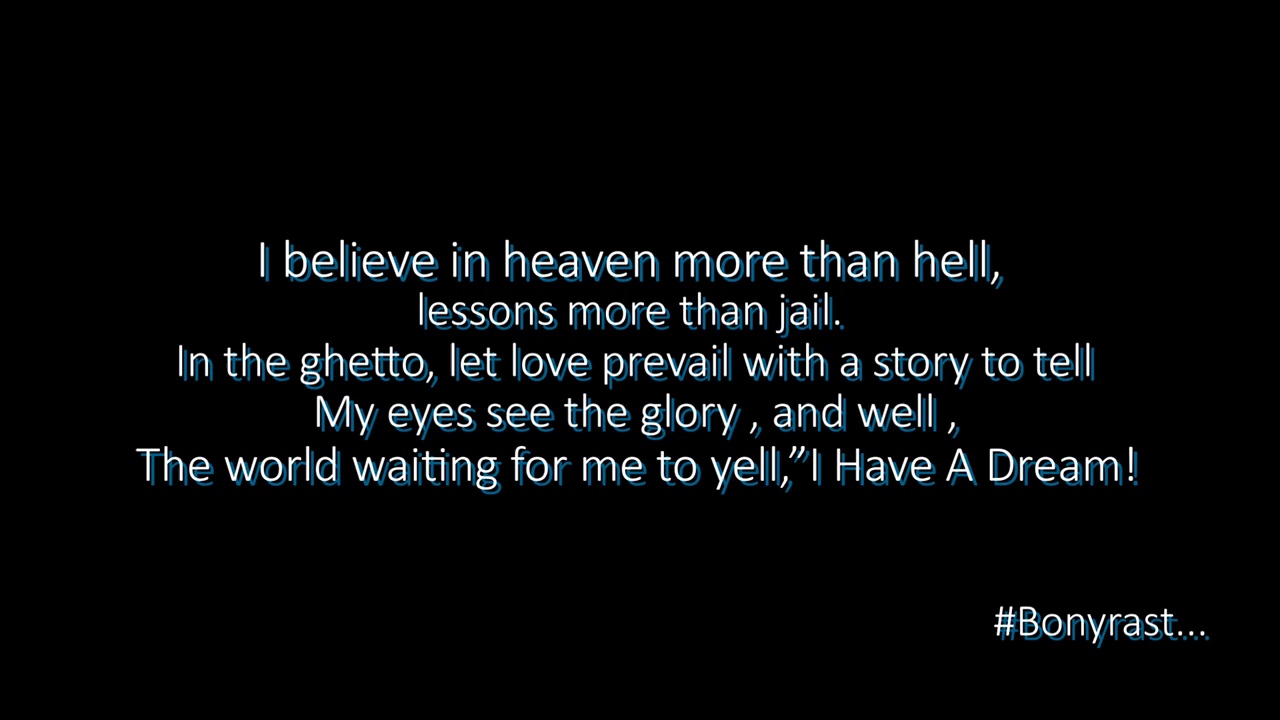 I believe in heaven more than hell,
lessons more than jail.
In the ghetto, let love prevail with a story to tell
My eyes see the glory , and well ,
The world waiting for me to yell,”I Have A Dream!
#Bonyrast...